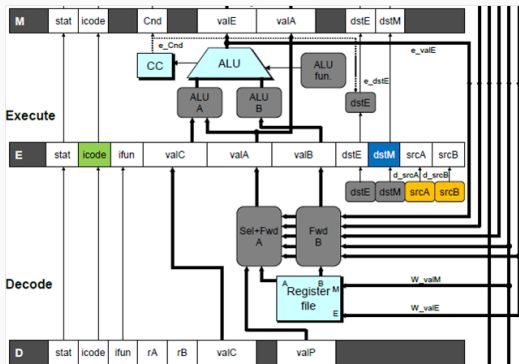 M stat icode Cnd valE valA dstE dstM
e_Cnd
e_valE
CC ALU ALU
fun.
e_dstE
ALU
A
ALU
B
dstE
Execute
E stat icode ifun valC valA valB dstE dstM srcA srcB
d_srcA d_srcB
dstE dstM srcA srcB
Sel+Fwd
A
Fwd
B
Decode
A B
Register
file
M
E
W_valM
W_valE
D stat icode ifun rA rB valC valP